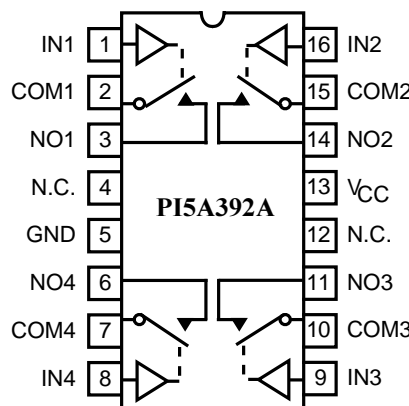 IN1 1 16 IN2
COM1 2 15 COM2
NO1 3 14 NO2
N.C. 4 13 VCC
PI5A392A
GND 5 12 N.C.
NO4 6 11 NO3
COM4 7 10 COM3
IN4 8 9 IN3